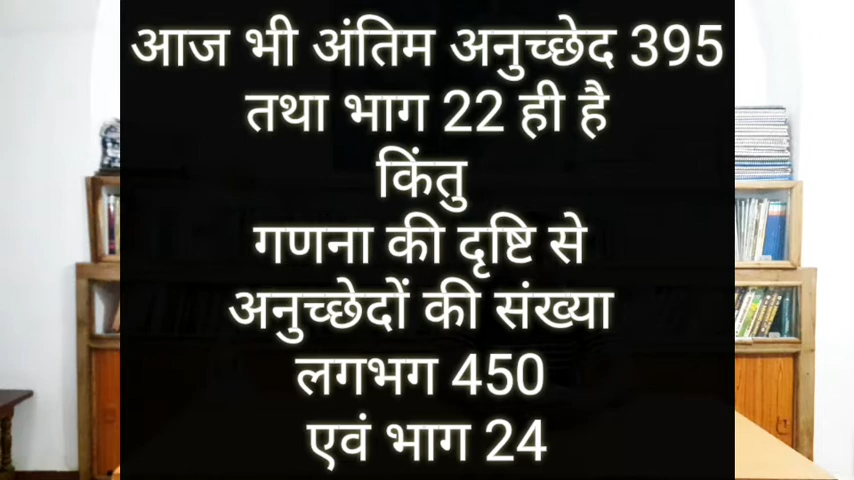 आज भी अंतिम अनुच्छेद 395
तथा भाग 22 ही है
किंतु
गणना की दृष्टि से
अनुच्छेदों की संख्या
लगभग 450
एवं भाग 24